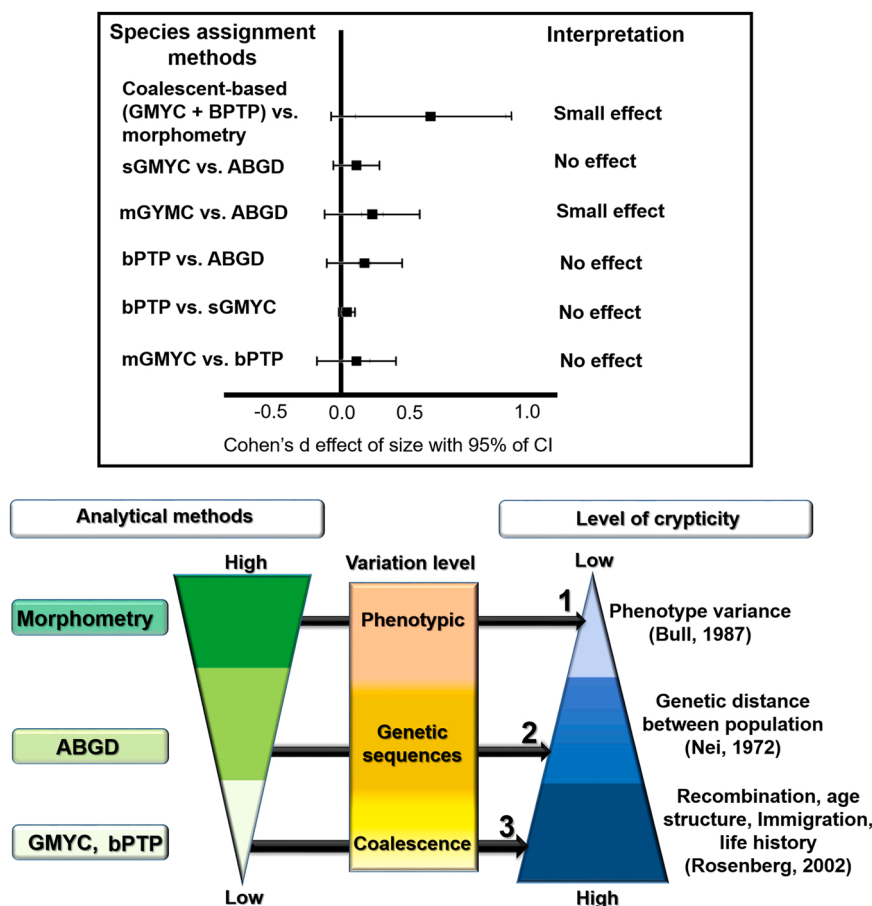 Species assignment
methods
Interpretation
Coalescent-based
(GMYC + BPTP) vs.
morphometry
Small effect
sGMYC vs. ABGD
No effect
mGYMC vs. ABGD
Small effect
bPTP vs. ABGD
No effect
bPTP vs. sGMYC
No effect
mGMYC vs. bPTP
No effect
-0.5 0.0 0.5 1.0
Cohen's d effect of size with 95% of CI
Analytical methods
Level of crypticity
High
Variation level
Low
Morphometry
Phenotypic
1
Phenotype variance
(Bull, 1987)
ABGD
Genetic
sequences
2
Genetic distance
between population
(Nei, 1972)
GMYC, bPTP
Coalescence
3
Recombination, age
structure, Immigration,
life history
(Rosenberg, 2002)
Low
High